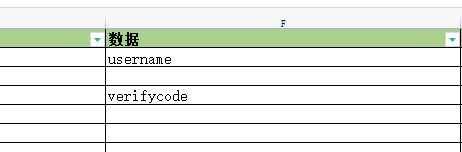 F
数据
username
verifycode